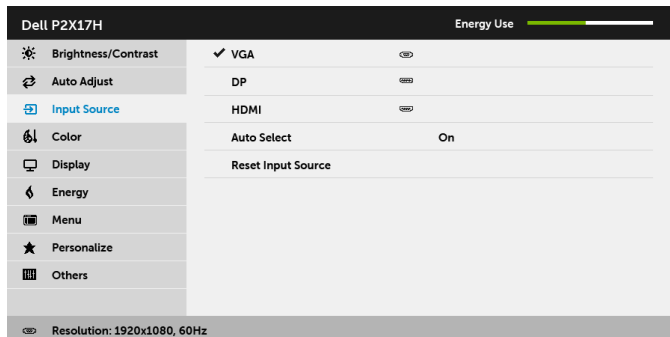 Dell P2X17H
Energy Use
Brightness/Contrast
Auto Adjust
Input Source
Color
Display
Energy
Menu
Personalize
Others
VGA
DP
HDMI
Auto Select On
Reset Input Source
Resolution: 1920x1080, 60Hz